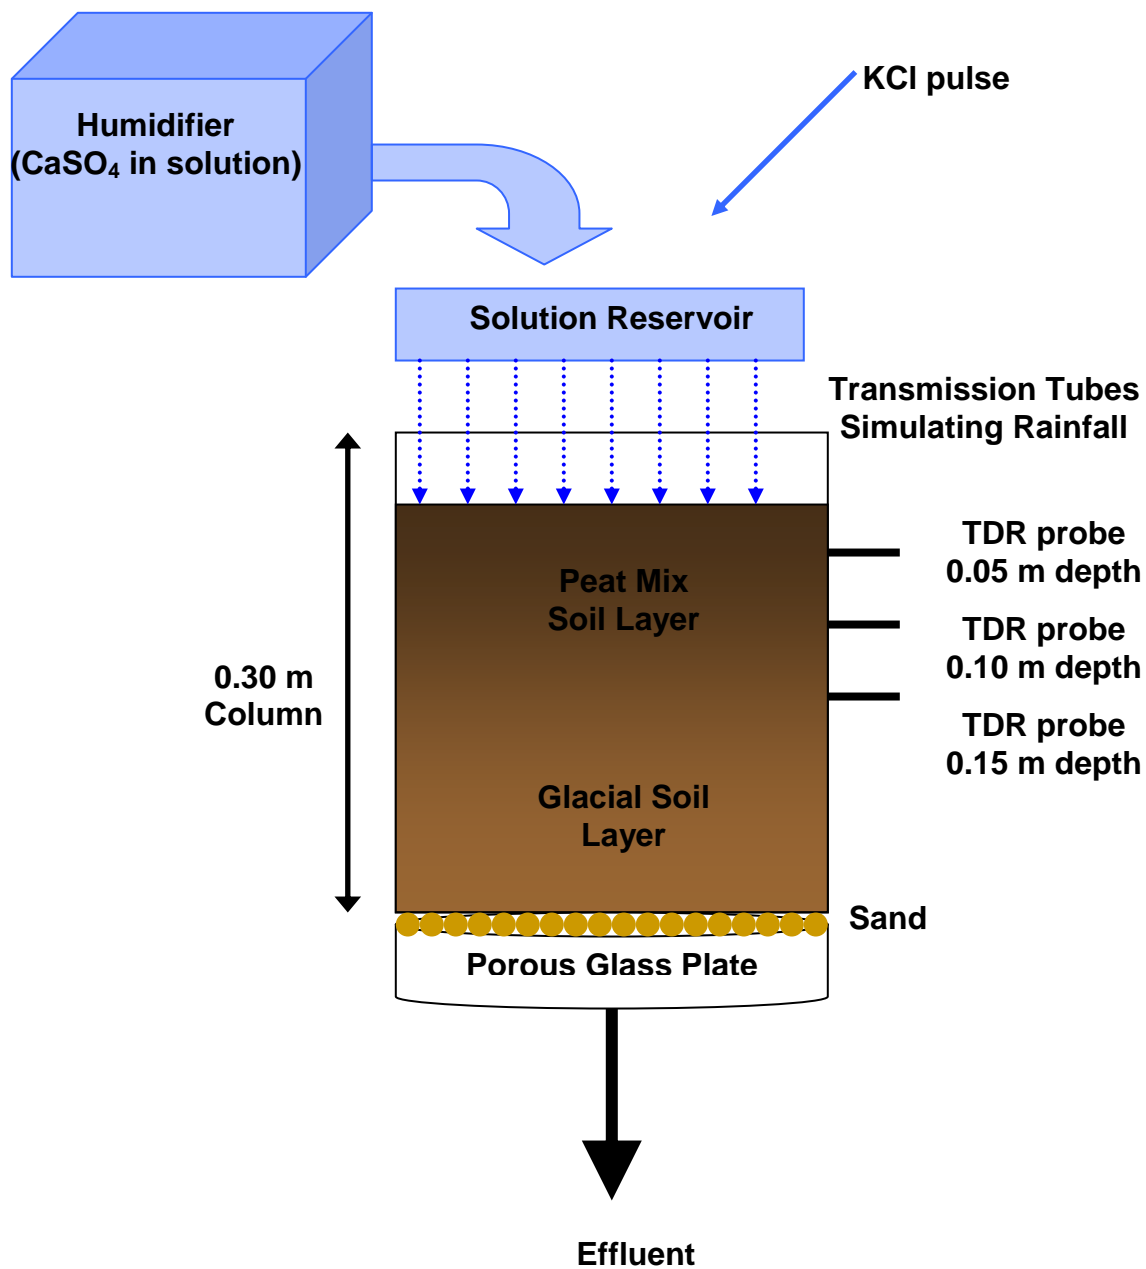 Humidifier
(CaSO₄ in solution)
KCl pulse
Solution Reservoir
Transmission Tubes
Simulating Rainfall
TDR probe
0.05 m depth
Peat Mix
Soil Layer
TDR probe
0.10 m depth
0.30 m
Column
TDR probe
0.15 m depth
Glacial Soil
Layer
Sand
Porous Glass Plate
Effluent